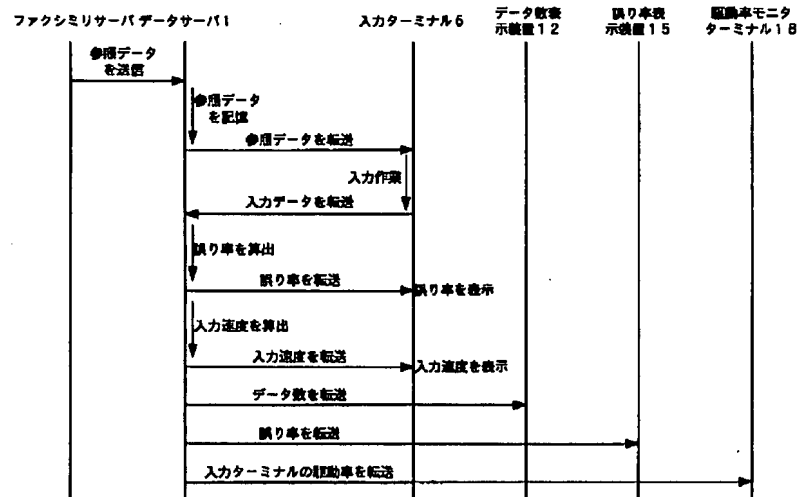 ファクシミリサーバ データサーバ1 入力ターミナル6 データ数表示装置12 誤り率表示装置15 駆動率モニタターミナル18
参照データ
を送信
参照データ
を記憶
参照データを転送
入力作業
入力データを転送
誤り率を算出
誤り率を転送 誤り率を表示
入力速度を算出
入力速度を転送 入力速度を表示
データ数を転送
誤り率を転送
入力ターミナルの駆動率を転送